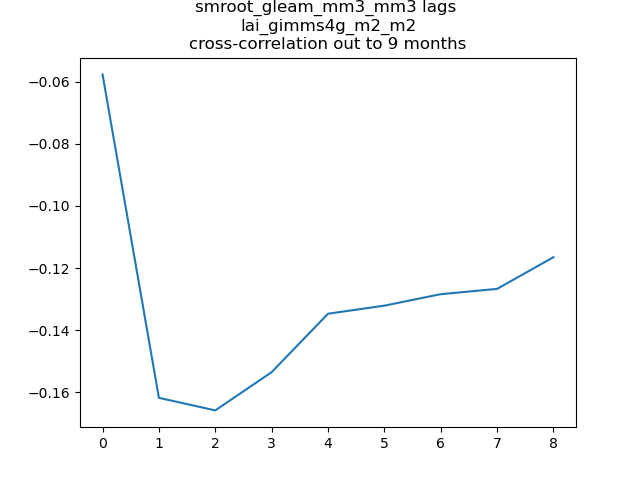 smroot_gleam_mm3_mm3 lags
lai_gimms4g_m2_m2
cross-correlation out to 9 months
−0.06
−0.08
−0.10
−0.12
−0.14
−0.16
0 1 2 3 4 5 6 7 8